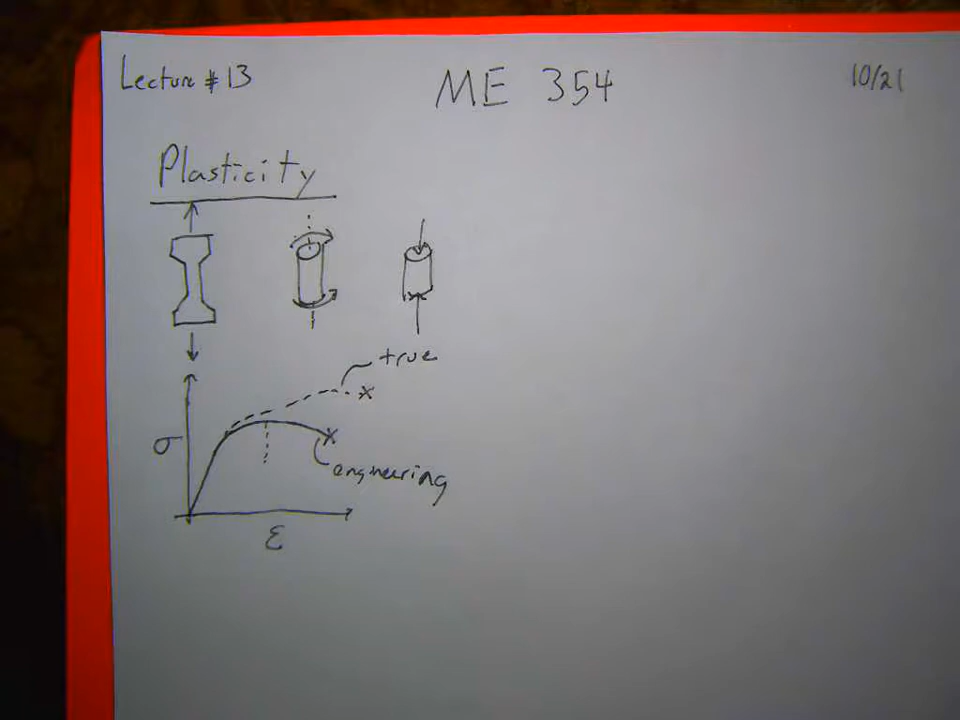 Lecture #13
ME 354
10/21
Plasticity
true
σ
engineering
ε